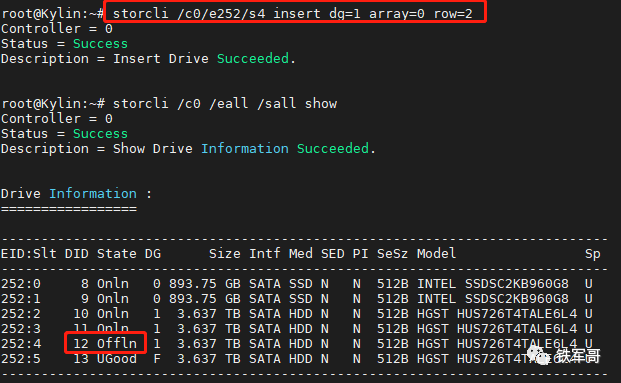 root@Kylin:~# storcli /c0/e252/s4 insert dg=1 array=0 row=2
Controller = 0
Status = Success
Description = Insert Drive Succeeded.
root@Kylin:~# storcli /c0 /eall /sall show
Controller = 0
Status = Success
Description = Show Drive Information Succeeded.
Drive Information :
=================
--------------------------------------------------------------------------
EID:Slt DID State DG Size Intf Med SED PI SeSz Model Sp
--------------------------------------------------------------------------
252:0 8 Onln 0 893.75 GB SATA SSD N N 512B INTEL SSDSC2KB960G8 U
252:1 9 Onln 0 893.75 GB SATA SSD N N 512B INTEL SSDSC2KB960G8 U
252:2 10 Onln 1 3.637 TB SATA HDD N N 512B HGST HUS726T4TALE6L4 U
252:3 11 Onln 1 3.637 TB SATA HDD N N 512B HGST HUS726T4TALE6L4 U
252:4 12 Offln 1 3.637 TB SATA HDD N N 512B HGST HUS726T4TALE6L4 U
252:5 13 UGood F 3.637 TB SATA HDD N N 512B HGST HUS726T4TALE6L4 U
--------------------------------------------------------------------------
铁军哥